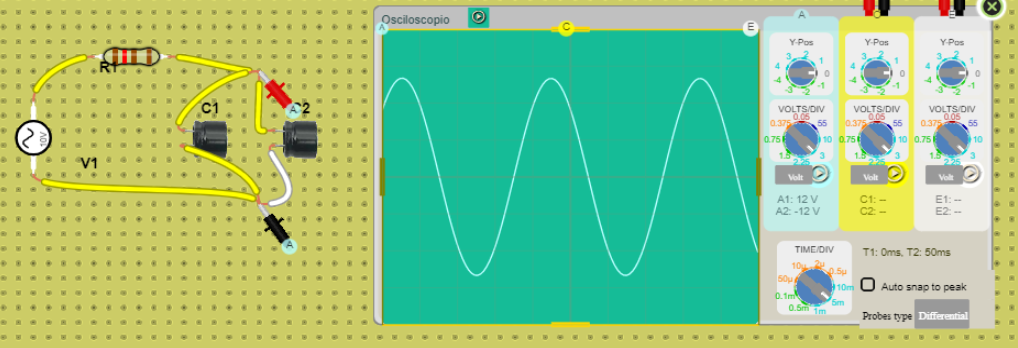 Osciloscopio
A
C
E
A
C
E
R1
10V
V1
C1
C2
A
A
Y-Pos
Y-Pos
Y-Pos
3 2 1 0 -1 -2 -3 -4 4
3 2 1 0 -1 -2 -3 -4 4
3 2 1 0 -1 -2 -3 -4 4
VOLTS/DIV
VOLTS/DIV
VOLTS/DIV
0.375 0.05 55 10 3 2.25 1.5 0.75
0.375 0.05 55 10 3 2.25 1.5 0.75
0.375 0.05 55 10 3 2.25 1.5 0.75
Volt
Volt
Volt
A1: 12 V
A2: -12 V
C1: --
C2: --
E1: --
E2: --
TIME/DIV
10µ 2µ 0.5µ 10m 5m 1m 0.5m 0.1m 50µ
T1: 0ms, T2: 50ms
Auto snap to peak
Probes type
Differential